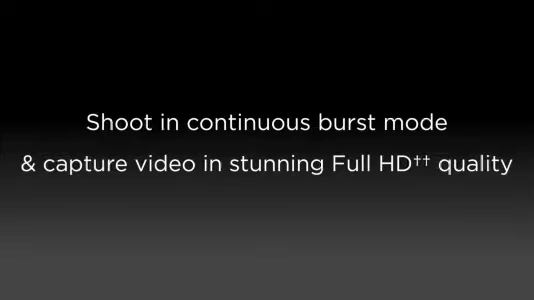 Shoot in continuous burst mode
& capture video in stunning Full HD†† quality